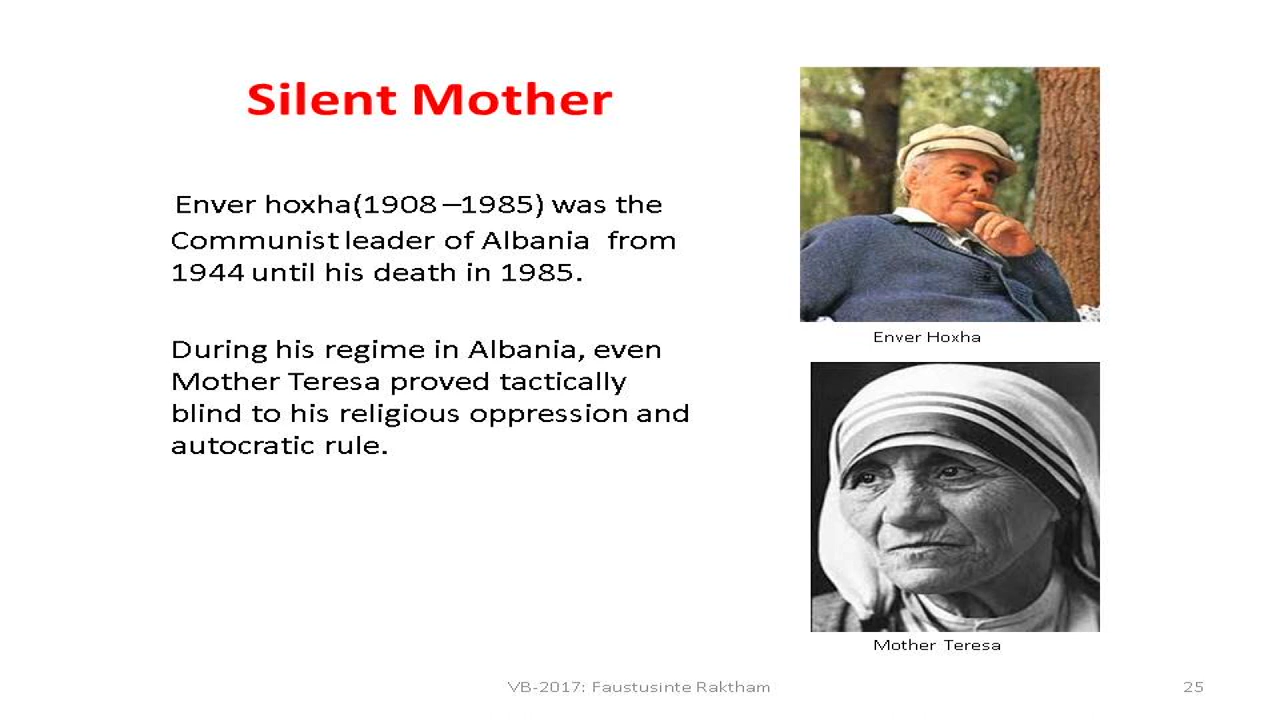 Silent Mother
Enver hoxha(1908 –1985) was the
Communist leader of Albania from
1944 until his death in 1985.
During his regime in Albania, even
Mother Teresa proved tactically
blind to his religious oppression and
autocratic rule.
Enver Hoxha
Mother Teresa
VB-2017: Faustusinte Raktham
25